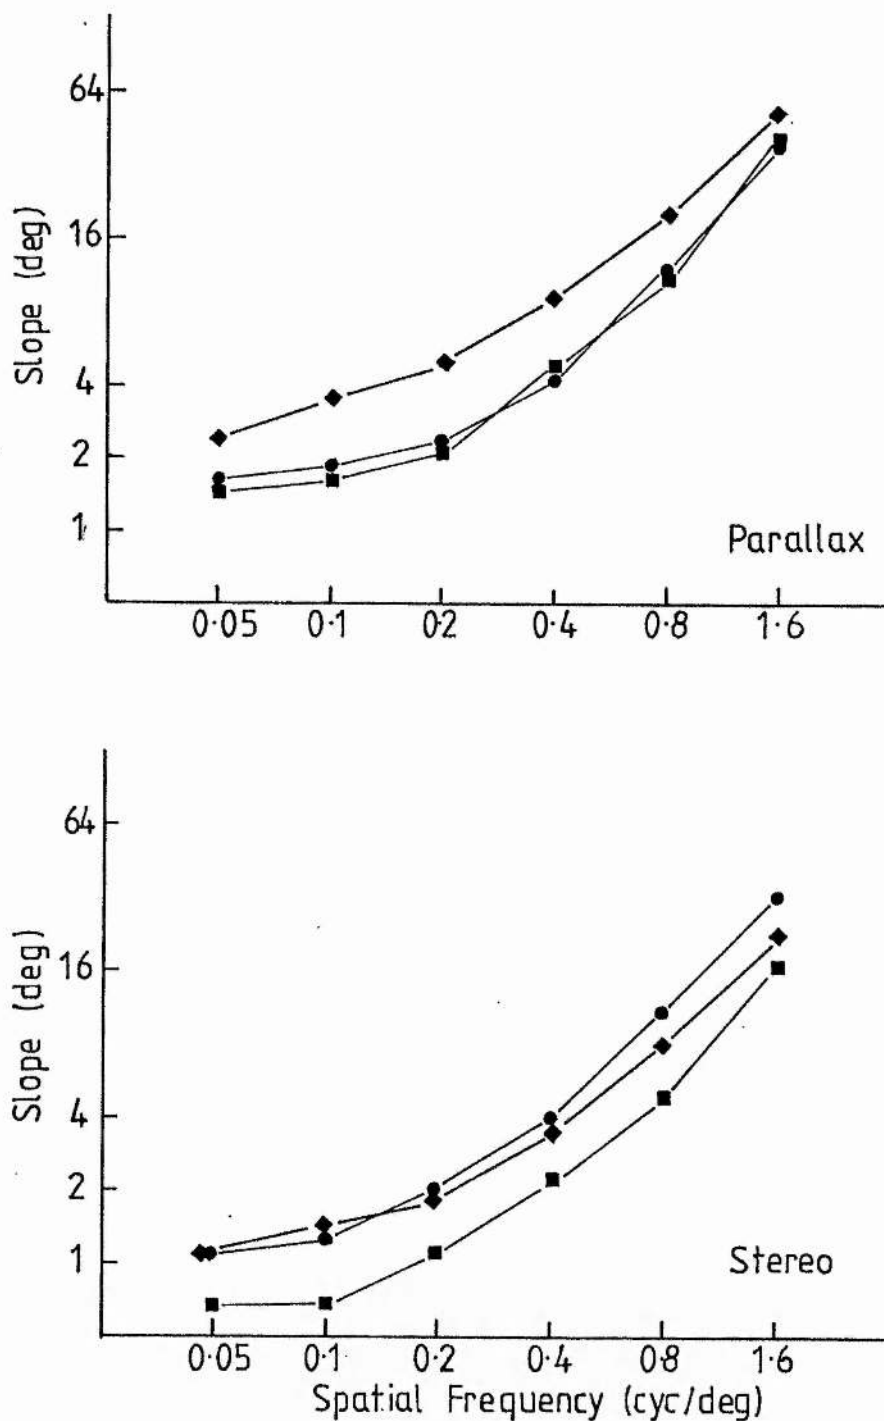 64
16
4
2
1
Slope (deg)
Parallax
0·05 0·1 0·2 0·4 0·8 1·6
64
16
4
2
1
Slope (deg)
Stereo
0·05 0·1 0·2 0·4 0·8 1·6
Spatial Frequency (cyc/deg)